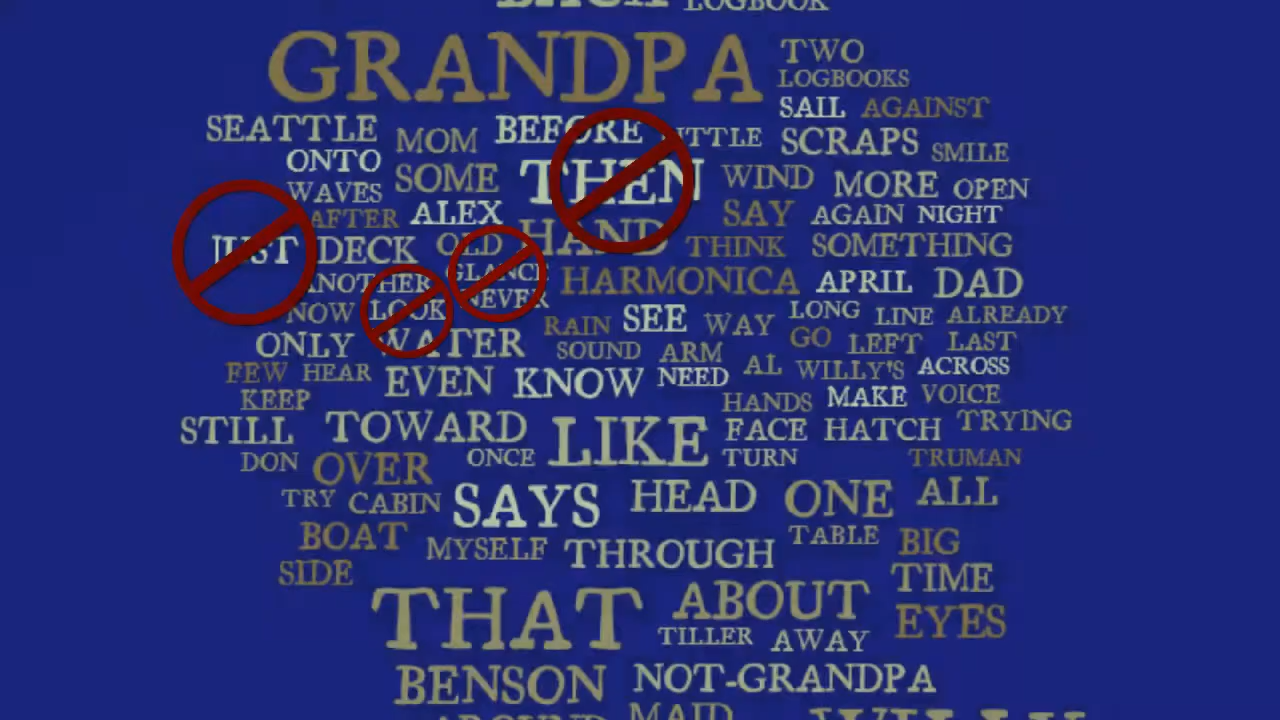 BACK LOGBOOK
GRANDPA TWO
LOGBOOKS
SAIL AGAINST
SEATTLE MOM BEFORE LITTLE SCRAPS SMILE
ONTO SOME THEN WIND MORE OPEN
WAVES
AFTER ALEX HAND SAY AGAIN NIGHT
JUST DECK OLD THINK SOMETHING
ANOTHER GLANCE HARMONICA APRIL DAD
NOW LOOK NEVER LONG LINE ALREADY
ONLY WATER RAIN SEE WAY GO LEFT LAST
SOUND ARM
FEW HEAR EVEN KNOW NEED AL WILLY'S ACROSS
KEEP HANDS MAKE VOICE
STILL TOWARD LIKE FACE HATCH TRYING
DON OVER ONCE TURN TRUMAN
TRY CABIN SAYS HEAD ONE ALL
BOAT MYSELF THROUGH TABLE BIG
SIDE TIME
THAT ABOUT EYES
TILLER AWAY
BENSON NOT-GRANDPA
AROUND MAID WILLY